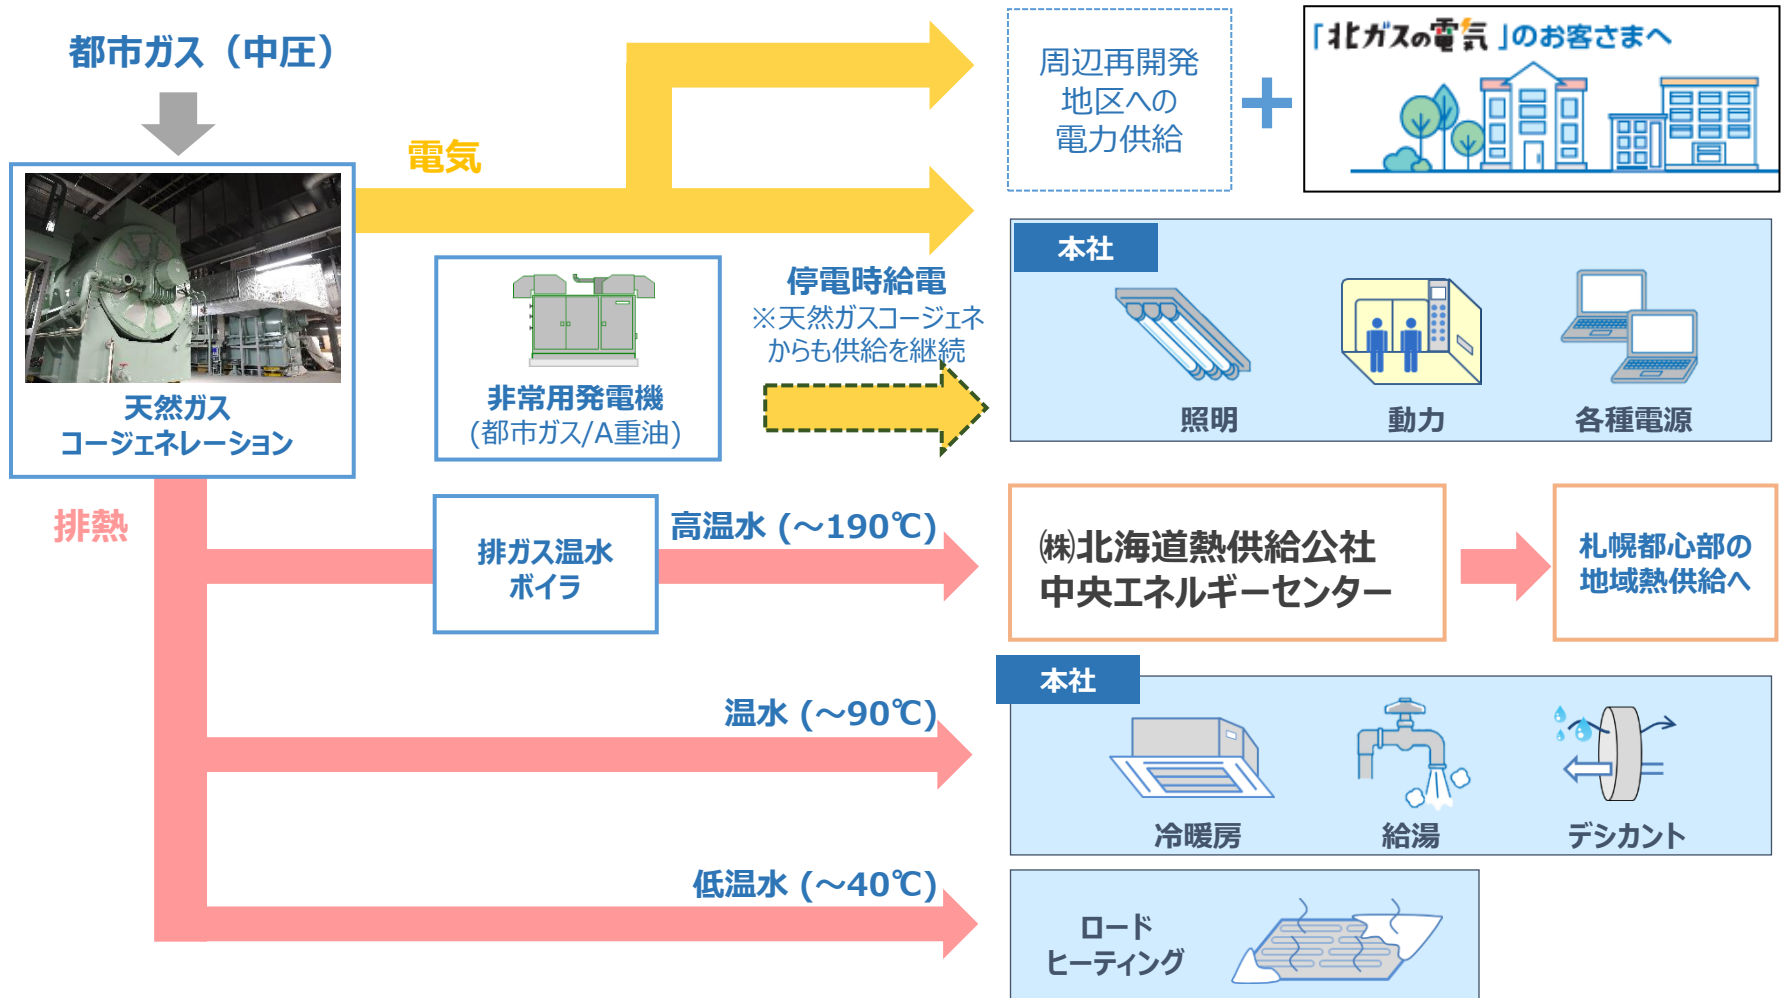 都市ガス（中圧）
電気
周辺再開発
地区への
電力供給
「北ガスの電気」のお客さまへ
天然ガス
コージェネレーション
非常用発電機
(都市ガス/A重油)
停電時給電
※天然ガスコージェネ
からも供給を継続
本社
照明
動力
各種電源
排熱
排ガス温水
ボイラ
高温水 (～190℃)
㈱北海道熱供給公社
中央エネルギーセンター
札幌都心部の
地域熱供給へ
温水 (～90℃)
本社
冷暖房
給湯
デシカント
低温水 (～40℃)
ロード
ヒーティング